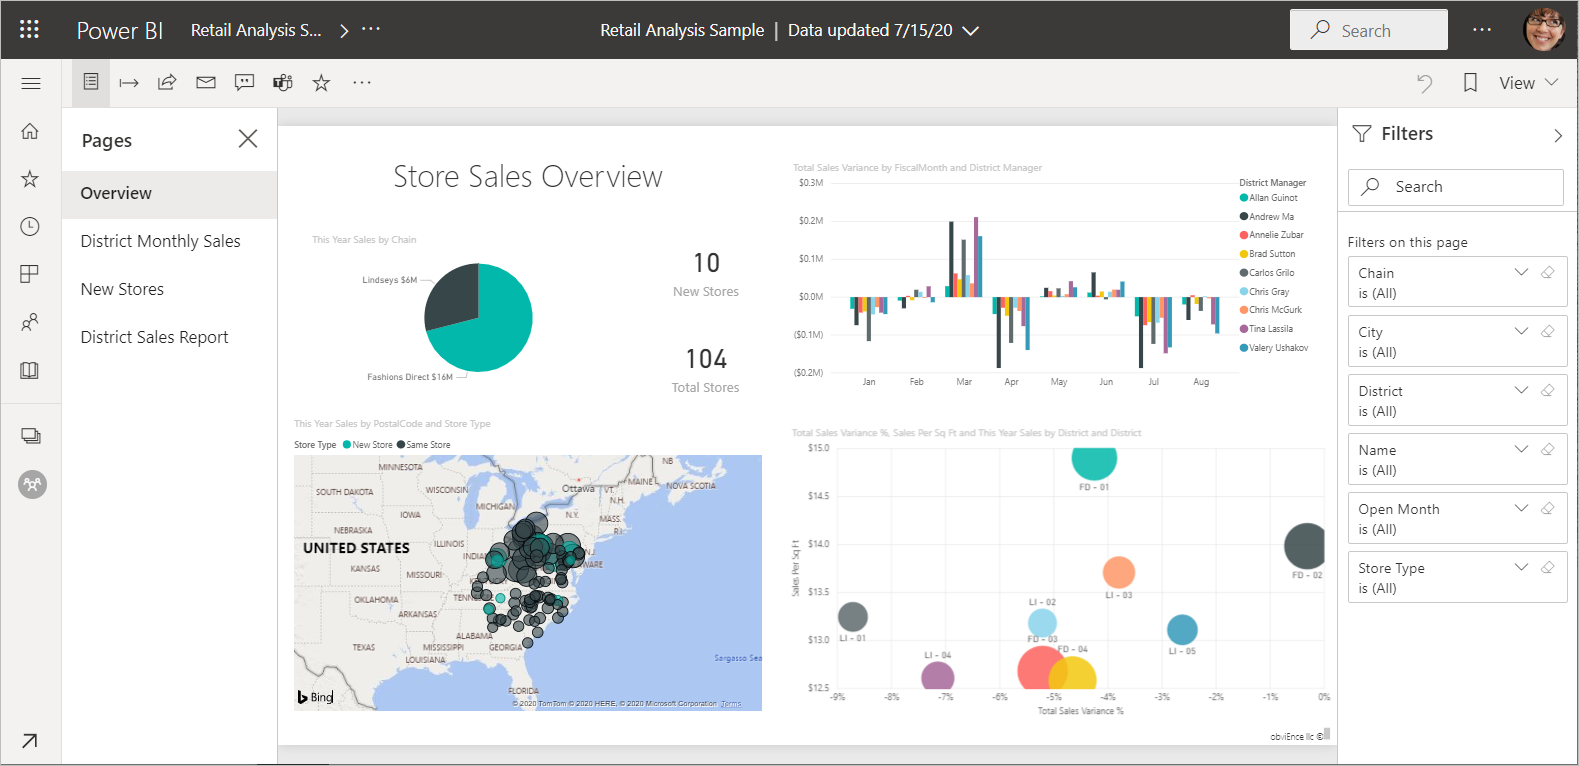 Power BI
Retail Analysis S...
Retail Analysis Sample | Data updated 7/15/20
Search
View
Pages
Overview
District Monthly Sales
New Stores
District Sales Report
Store Sales Overview
This Year Sales by Chain
Lindseys $6M
Fashions Direct $16M
10
New Stores
104
Total Stores
Total Sales Variance by FiscalMonth and District Manager
$0.3M
$0.2M
$0.1M
$0.0M
($0.1M)
($0.2M)
Jan Feb Mar Apr May Jun Jul Aug
District Manager
Allan Guinot
Andrew Ma
Annelie Zubar
Brad Sutton
Carlos Grilo
Chris Gray
Chris McGurk
Tina Lassila
Valery Ushakov
This Year Sales by PostalCode and Store Type
Store Type New Store Same Store
MINNESOTA
NB
Ottawa
MAINE
NOVA SCOTIA
SOUTH DAKOTA
WISCONSIN
VT.
N.H.
MICHIGAN
IOWA
N.Y.
MASS.
R.I.
NEBRASKA
UNITED STATES
ILLINOIS
INDIA
N.J.
WARE
KANSAS
MISSOURI
OKLAHOMA
TENN
ARKANSAS
ALABAMA
TEXAS
MISSISSIPPI
GEORGIA
LOUISIANA
Sargasso Sea
FLORIDA
Bing
© 2020 TomTom © 2020 HERE, © 2020 Microsoft Corporation Terms
Total Sales Variance %, Sales Per Sq Ft and This Year Sales by District and District
Sales Per Sq Ft
$15.0
$14.5
$14.0
$13.5
$13.0
$12.5
FD - 01
FD - 02
LI - 03
LI - 02
LI - 01
FD - 03
LI - 05
FD - 04
LI - 04
-9% -8% -7% -6% -5% -4% -3% -2% -1% 0%
Total Sales Variance %
obviEnce llc ©
Filters
Search
Filters on this page
Chain
is (All)
City
is (All)
District
is (All)
Name
is (All)
Open Month
is (All)
Store Type
is (All)